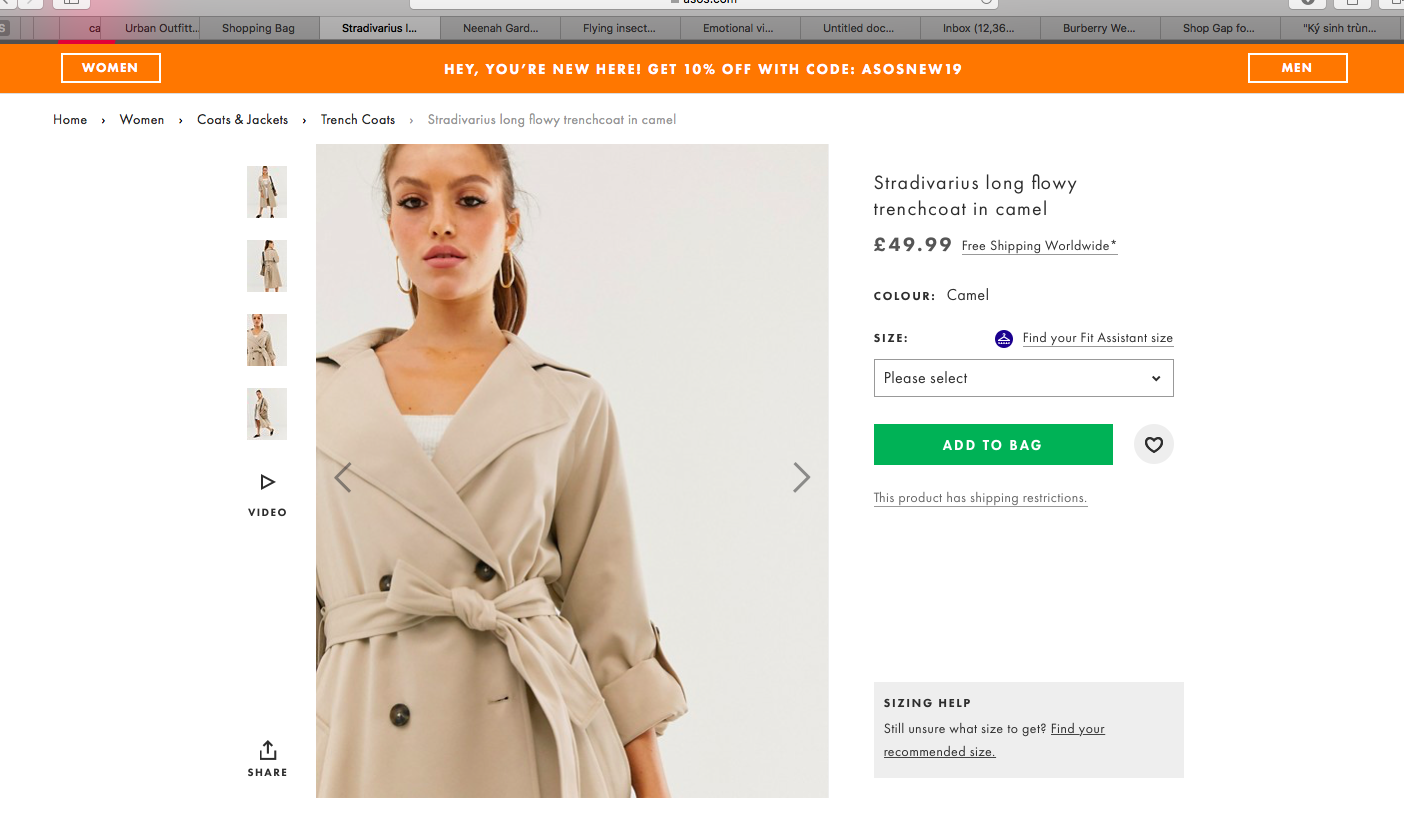 asos.com
S
ca
Urban Outfitt...
Shopping Bag
Stradivarius l...
Neenah Gard...
Flying insect...
Emotional vi...
Untitled doc...
Inbox (12,36...
Burberry We...
Shop Gap fo...
"Ký sinh trùn...
WOMEN
HEY, YOU'RE NEW HERE! GET 10% OFF WITH CODE: ASOSNEW19
MEN
Home › Women › Coats & Jackets › Trench Coats › Stradivarius long flowy trenchcoat in camel
Stradivarius long flowy
trenchcoat in camel
£49.99 Free Shipping Worldwide*
COLOUR: Camel
SIZE: Find your Fit Assistant size
Please select
ADD TO BAG
This product has shipping restrictions.
VIDEO
SIZING HELP
Still unsure what size to get? Find your
recommended size.
SHARE